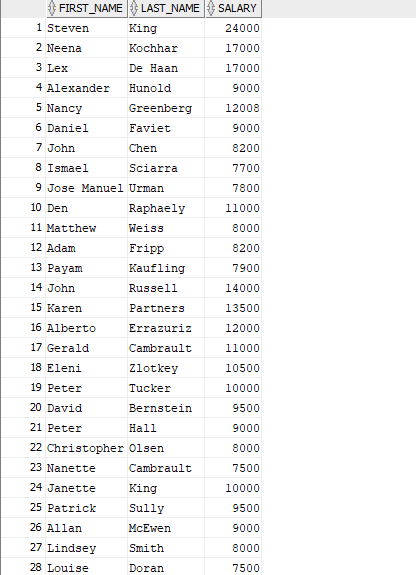 FIRST_NAME LAST_NAME SALARY
1 Steven King 24000
2 Neena Kochhar 17000
3 Lex De Haan 17000
4 Alexander Hunold 9000
5 Nancy Greenberg 12008
6 Daniel Faviet 9000
7 John Chen 8200
8 Ismael Sciarra 7700
9 Jose Manuel Urman 7800
10 Den Raphaely 11000
11 Matthew Weiss 8000
12 Adam Fripp 8200
13 Payam Kaufling 7900
14 John Russell 14000
15 Karen Partners 13500
16 Alberto Errazuriz 12000
17 Gerald Cambrault 11000
18 Eleni Zlotkey 10500
19 Peter Tucker 10000
20 David Bernstein 9500
21 Peter Hall 9000
22 Christopher Olsen 8000
23 Nanette Cambrault 7500
24 Janette King 10000
25 Patrick Sully 9500
26 Allan McEwen 9000
27 Lindsey Smith 8000
28 Louise Doran 7500